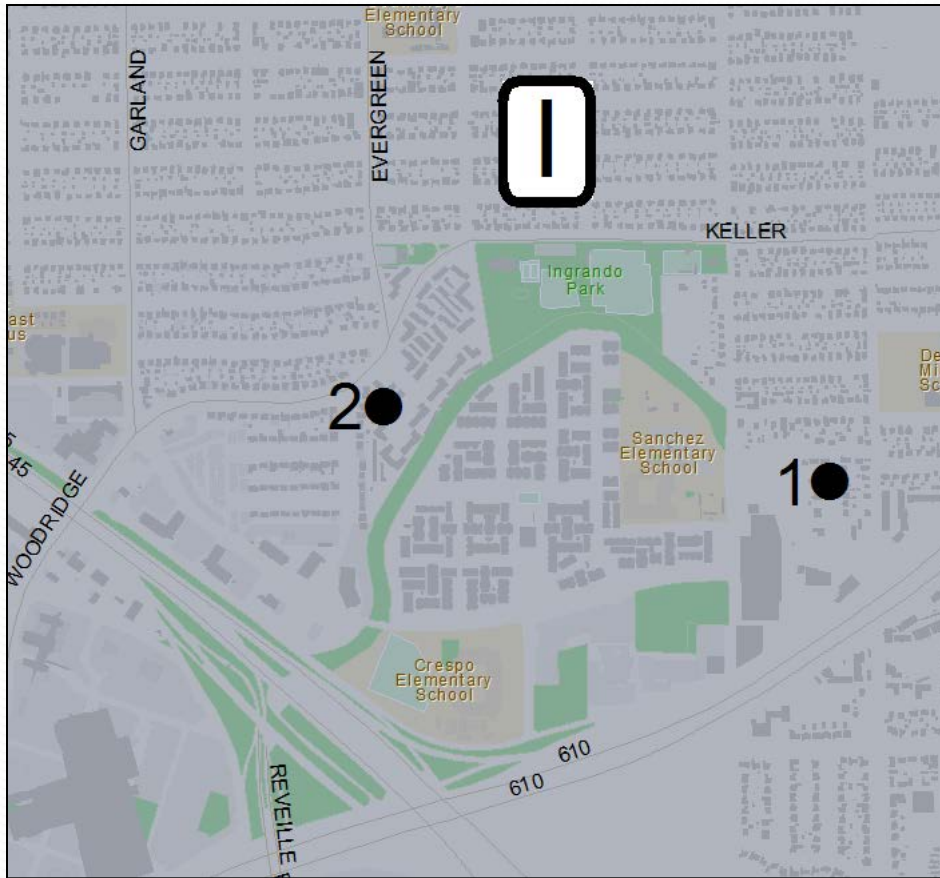 Elementary
School
GARLAND
EVERGREEN
I
KELLER
Ingrando
Park
2
Sanchez
Elementary
School
1
45
WOODRIDGE
Crespo
Elementary
School
610
610
REVEILLE